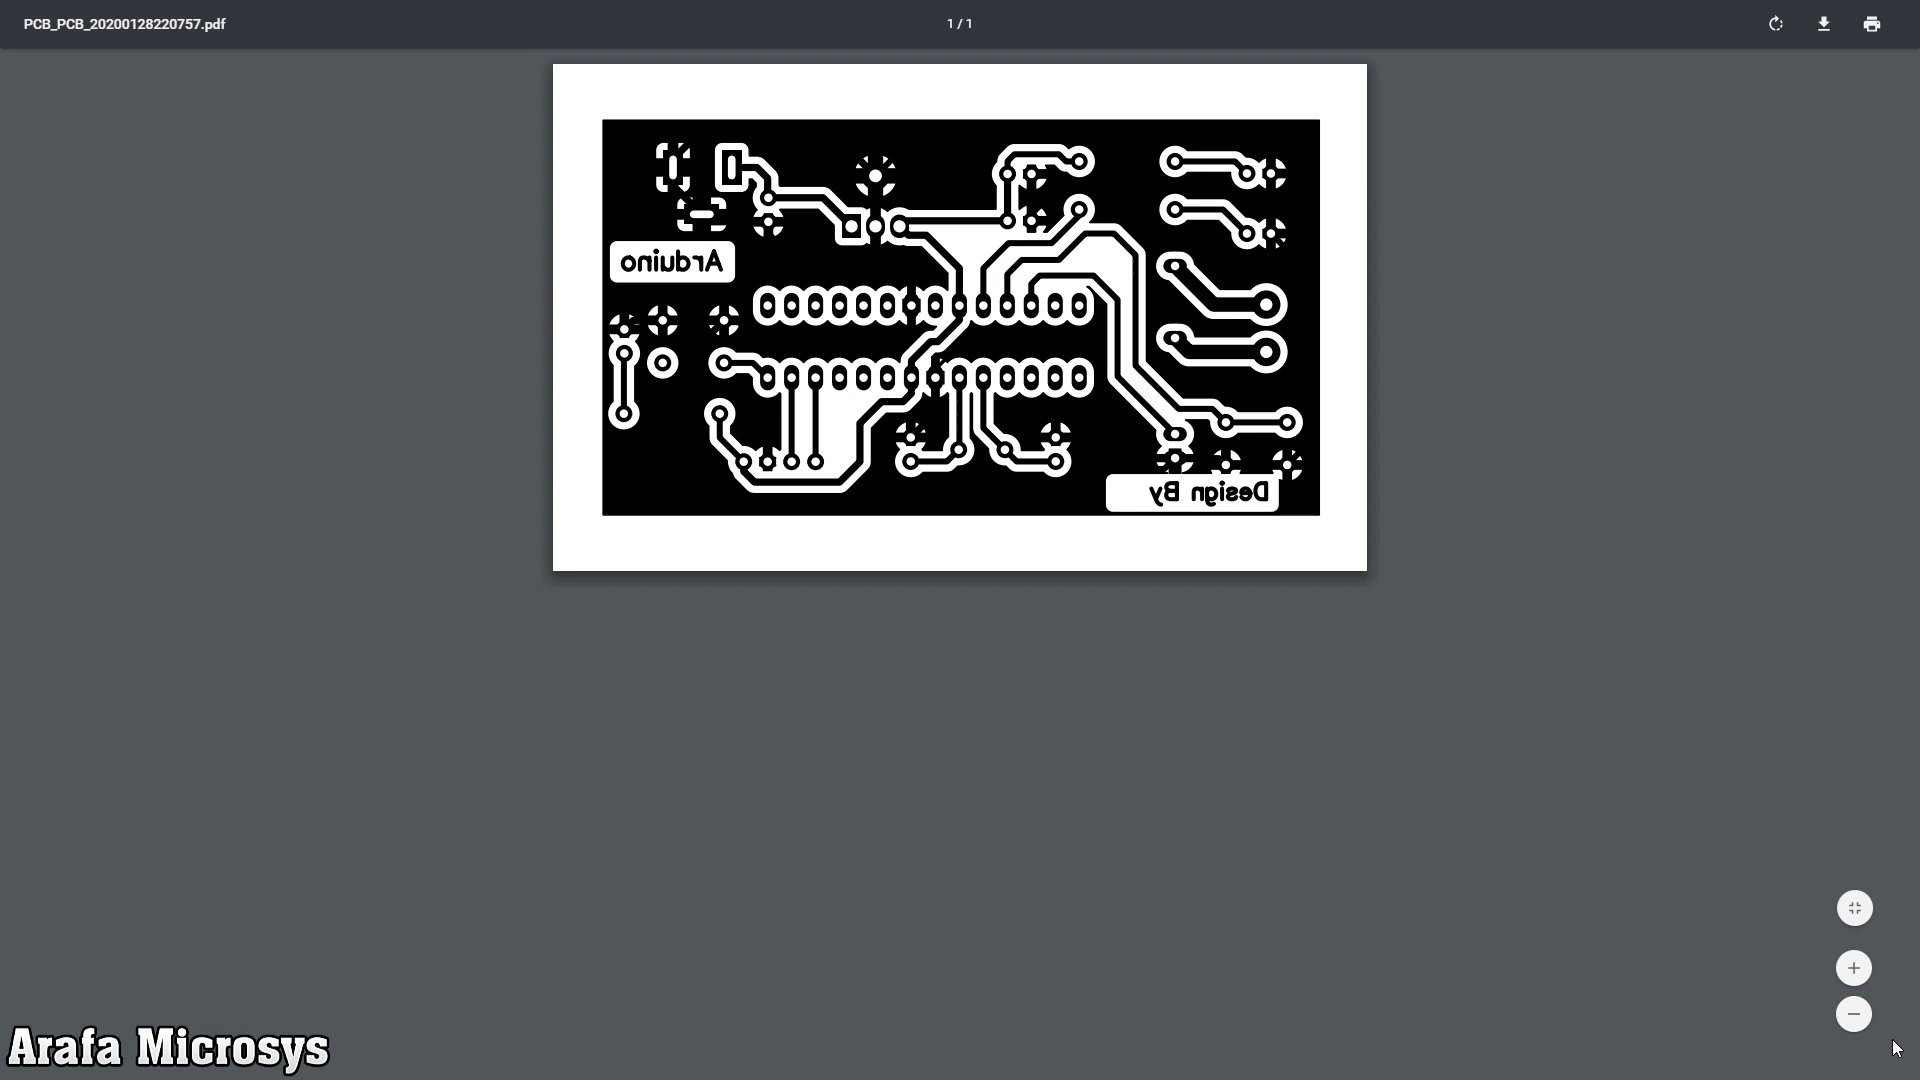 PCB_PCB_20200128220757.pdf
1 / 1
Arduino
Design By
Arafa Microsys